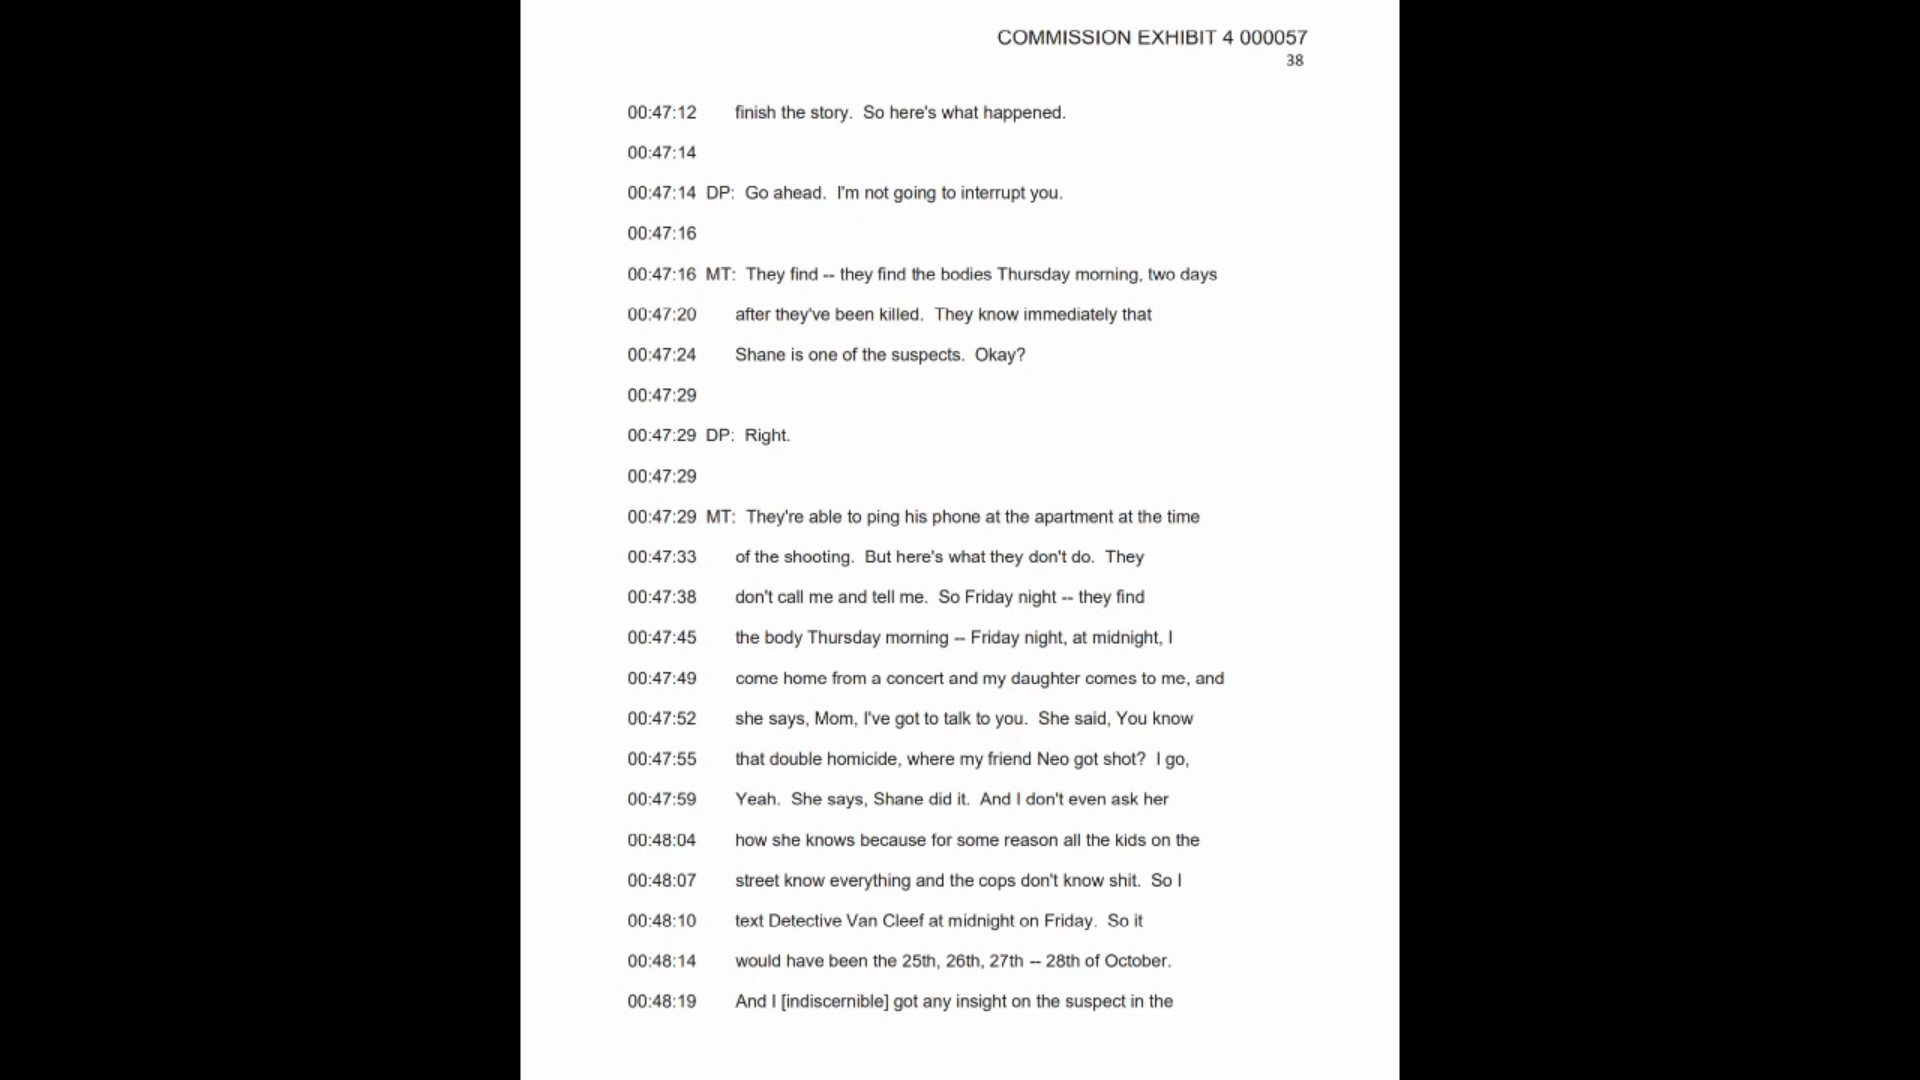 COMMISSION EXHIBIT 4 000057
38
00:47:12 finish the story. So here's what happened.
00:47:14
00:47:14 DP: Go ahead. I'm not going to interrupt you.
00:47:16
00:47:16 MT: They find -- they find the bodies Thursday morning, two days
00:47:20 after they've been killed. They know immediately that
00:47:24 Shane is one of the suspects. Okay?
00:47:29
00:47:29 DP: Right.
00:47:29
00:47:29 MT: They're able to ping his phone at the apartment at the time
00:47:33 of the shooting. But here's what they don't do. They
00:47:38 don't call me and tell me. So Friday night -- they find
00:47:45 the body Thursday morning -- Friday night, at midnight, I
00:47:49 come home from a concert and my daughter comes to me, and
00:47:52 she says, Mom, I've got to talk to you. She said, You know
00:47:55 that double homicide, where my friend Neo got shot? I go,
00:47:59 Yeah. She says, Shane did it. And I don't even ask her
00:48:04 how she knows because for some reason all the kids on the
00:48:07 street know everything and the cops don't know shit. So I
00:48:10 text Detective Van Cleef at midnight on Friday. So it
00:48:14 would have been the 25th, 26th, 27th -- 28th of October.
00:48:19 And I [indiscernible] got any insight on the suspect in the